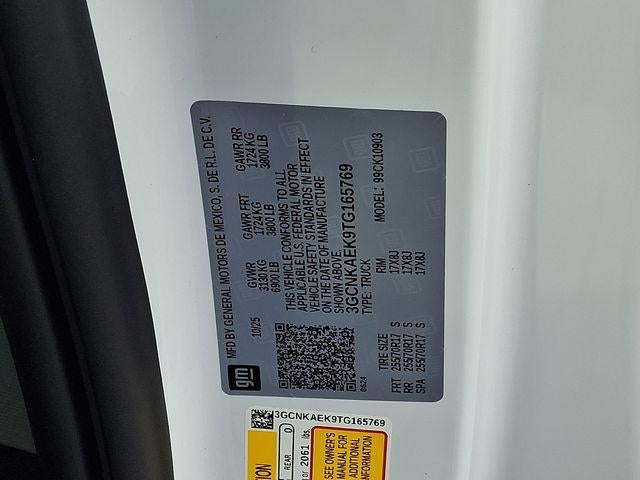 MFD BY GENERAL MOTORS DE MEXICO, S. DE R.L. DE C.V.
10/25 GVWR GAWR FRT GAWR RR
3130 KG 1724 KG 1724 KG
6900 LB 3800 LB 3800 LB
THIS VEHICLE CONFORMS TO ALL
APPLICABLE U.S. FEDERAL MOTOR
VEHICLE SAFETY STANDARDS IN EFFECT
ON THE DATE OF MANUFACTURE
SHOWN ABOVE.
3GCNKAEK9TG165769
TYPE: TRUCK MODEL: 99CK10903
gm
TIRE SIZE RIM
FRT 255/70R17 S 17X8J
RR 255/70R17 S 17X8J
SPA 255/70R17 S 17X8J
3GCNKAEK9TG165769
REAR 0
or 2061 lbs.
SEE OWNER'S
MANUAL FOR
ADDITIONAL
INFORMATION